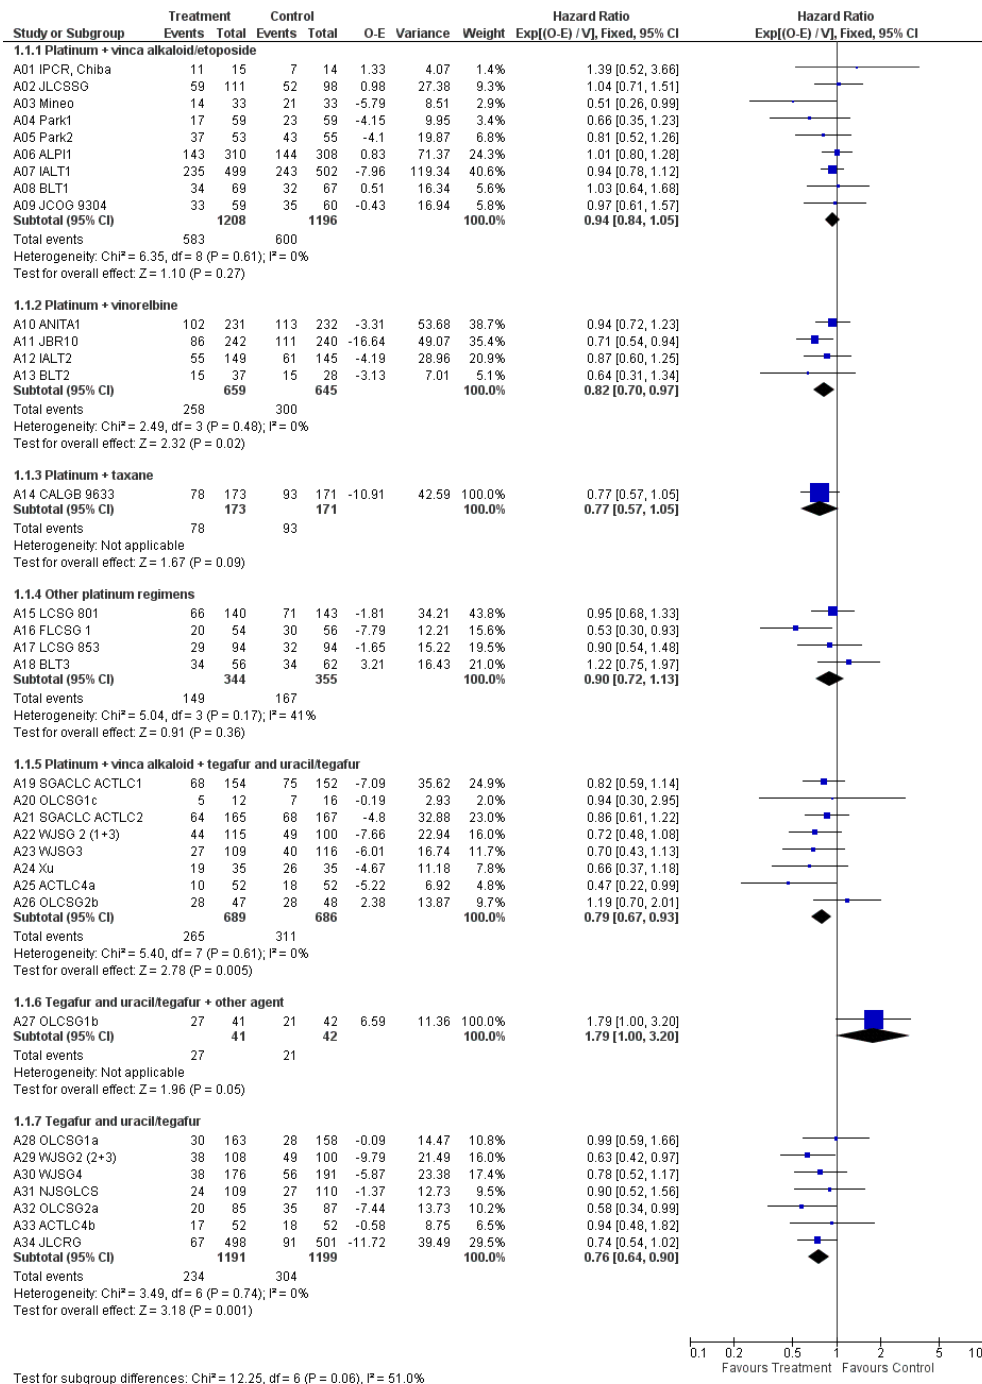 Treatment Control Hazard Ratio Hazard Ratio
Study or Subgroup Events Total Events Total O-E Variance Weight Exp[(O-E) / V], Fixed, 95% CI Exp[(O-E) / V], Fixed, 95% CI
1.1.1 Platinum + vinca alkaloid/etoposide
A01 IPCR, Chiba 11 15 7 14 1.33 4.07 1.4% 1.39 [0.52, 3.66]
A02 JLCSSG 59 111 52 98 0.98 27.38 9.3% 1.04 [0.71, 1.51]
A03 Mineo 14 33 21 33 -5.79 8.51 2.9% 0.51 [0.26, 0.99]
A04 Park1 17 59 23 59 -4.15 9.95 3.4% 0.66 [0.35, 1.23]
A05 Park2 37 53 43 55 -4.1 19.87 6.8% 0.81 [0.52, 1.26]
A06 ALPI1 143 310 144 308 0.83 71.37 24.3% 1.01 [0.80, 1.28]
A07 IALT1 235 499 243 502 -7.96 119.34 40.6% 0.94 [0.78, 1.12]
A08 BLT1 34 69 32 67 0.51 16.34 5.6% 1.03 [0.64, 1.68]
A09 JCOG 9304 33 59 35 60 -0.43 16.94 5.8% 0.97 [0.61, 1.57]
Subtotal (95% CI) 1208 1196 100.0% 0.94 [0.84, 1.05]
Total events 583 600
Heterogeneity: Chi² = 6.35, df = 8 (P = 0.61); I² = 0%
Test for overall effect: Z = 1.10 (P = 0.27)
1.1.2 Platinum + vinorelbine
A10 ANITA1 102 231 113 232 -3.31 53.68 38.7% 0.94 [0.72, 1.23]
A11 JBR10 86 242 111 240 -16.64 49.07 35.4% 0.71 [0.54, 0.94]
A12 IALT2 55 149 61 145 -4.19 28.96 20.9% 0.87 [0.60, 1.25]
A13 BLT2 15 37 15 28 -3.13 7.01 5.1% 0.64 [0.31, 1.34]
Subtotal (95% CI) 659 645 100.0% 0.82 [0.70, 0.97]
Total events 258 300
Heterogeneity: Chi² = 2.49, df = 3 (P = 0.48); I² = 0%
Test for overall effect: Z = 2.32 (P = 0.02)
1.1.3 Platinum + taxane
A14 CALGB 9633 78 173 93 171 -10.91 42.59 100.0% 0.77 [0.57, 1.05]
Subtotal (95% CI) 173 171 100.0% 0.77 [0.57, 1.05]
Total events 78 93
Heterogeneity: Not applicable
Test for overall effect: Z = 1.67 (P = 0.09)
1.1.4 Other platinum regimens
A15 LCSG 801 66 140 71 143 -1.81 34.21 43.8% 0.95 [0.68, 1.33]
A16 FLCSG 1 20 54 30 56 -7.79 12.21 15.6% 0.53 [0.30, 0.93]
A17 LCSG 853 29 94 32 94 -1.65 15.22 19.5% 0.90 [0.54, 1.48]
A18 BLT3 34 56 34 62 3.21 16.43 21.0% 1.22 [0.75, 1.97]
Subtotal (95% CI) 344 355 100.0% 0.90 [0.72, 1.13]
Total events 149 167
Heterogeneity: Chi² = 5.04, df = 3 (P = 0.17); I² = 41%
Test for overall effect: Z = 0.91 (P = 0.36)
1.1.5 Platinum + vinca alkaloid + tegafur and uracil/tegafur
A19 SGACLC ACTLC1 68 154 75 152 -7.09 35.62 24.9% 0.82 [0.59, 1.14]
A20 OLCSG1c 5 12 7 16 -0.19 2.93 2.0% 0.94 [0.30, 2.95]
A21 SGACLC ACTLC2 64 165 68 167 -4.8 32.88 23.0% 0.86 [0.61, 1.22]
A22 WJSG 2 (1+3) 44 115 49 100 -7.66 22.94 16.0% 0.72 [0.48, 1.08]
A23 WJSG3 27 109 40 116 -6.01 16.74 11.7% 0.70 [0.43, 1.13]
A24 Xu 19 35 26 35 -4.67 11.18 7.8% 0.66 [0.37, 1.18]
A25 ACTLC4a 10 52 18 52 -5.22 6.92 4.8% 0.47 [0.22, 0.99]
A26 OLCSG2b 28 47 28 48 2.38 13.87 9.7% 1.19 [0.70, 2.01]
Subtotal (95% CI) 689 686 100.0% 0.79 [0.67, 0.93]
Total events 265 311
Heterogeneity: Chi² = 5.40, df = 7 (P = 0.61); I² = 0%
Test for overall effect: Z = 2.78 (P = 0.005)
1.1.6 Tegafur and uracil/tegafur + other agent
A27 OLCSG1b 27 41 21 42 6.59 11.36 100.0% 1.79 [1.00, 3.20]
Subtotal (95% CI) 41 42 100.0% 1.79 [1.00, 3.20]
Total events 27 21
Heterogeneity: Not applicable
Test for overall effect: Z = 1.96 (P = 0.05)
1.1.7 Tegafur and uracil/tegafur
A28 OLCSG1a 30 163 28 158 -0.09 14.47 10.8% 0.99 [0.59, 1.66]
A29 WJSG2 (2+3) 38 108 49 100 -9.79 21.49 16.0% 0.63 [0.42, 0.97]
A30 WJSG4 38 176 56 191 -5.87 23.38 17.4% 0.78 [0.52, 1.17]
A31 NJSGLCS 24 109 27 110 -1.37 12.73 9.5% 0.90 [0.52, 1.56]
A32 OLCSG2a 20 85 35 87 -7.44 13.73 10.2% 0.58 [0.34, 0.99]
A33 ACTLC4b 17 52 18 52 -0.58 8.75 6.5% 0.94 [0.48, 1.82]
A34 JLCRG 67 498 91 501 -11.72 39.49 29.5% 0.74 [0.54, 1.02]
Subtotal (95% CI) 1191 1199 100.0% 0.76 [0.64, 0.90]
Total events 234 304
Heterogeneity: Chi² = 3.49, df = 6 (P = 0.74); I² = 0%
Test for overall effect: Z = 3.18 (P = 0.001)
0.1 0.2 0.5 1 2 5 10
Favours Treatment Favours Control
Test for subgroup differences: Chi² = 12.25, df = 6 (P = 0.06), I² = 51.0%